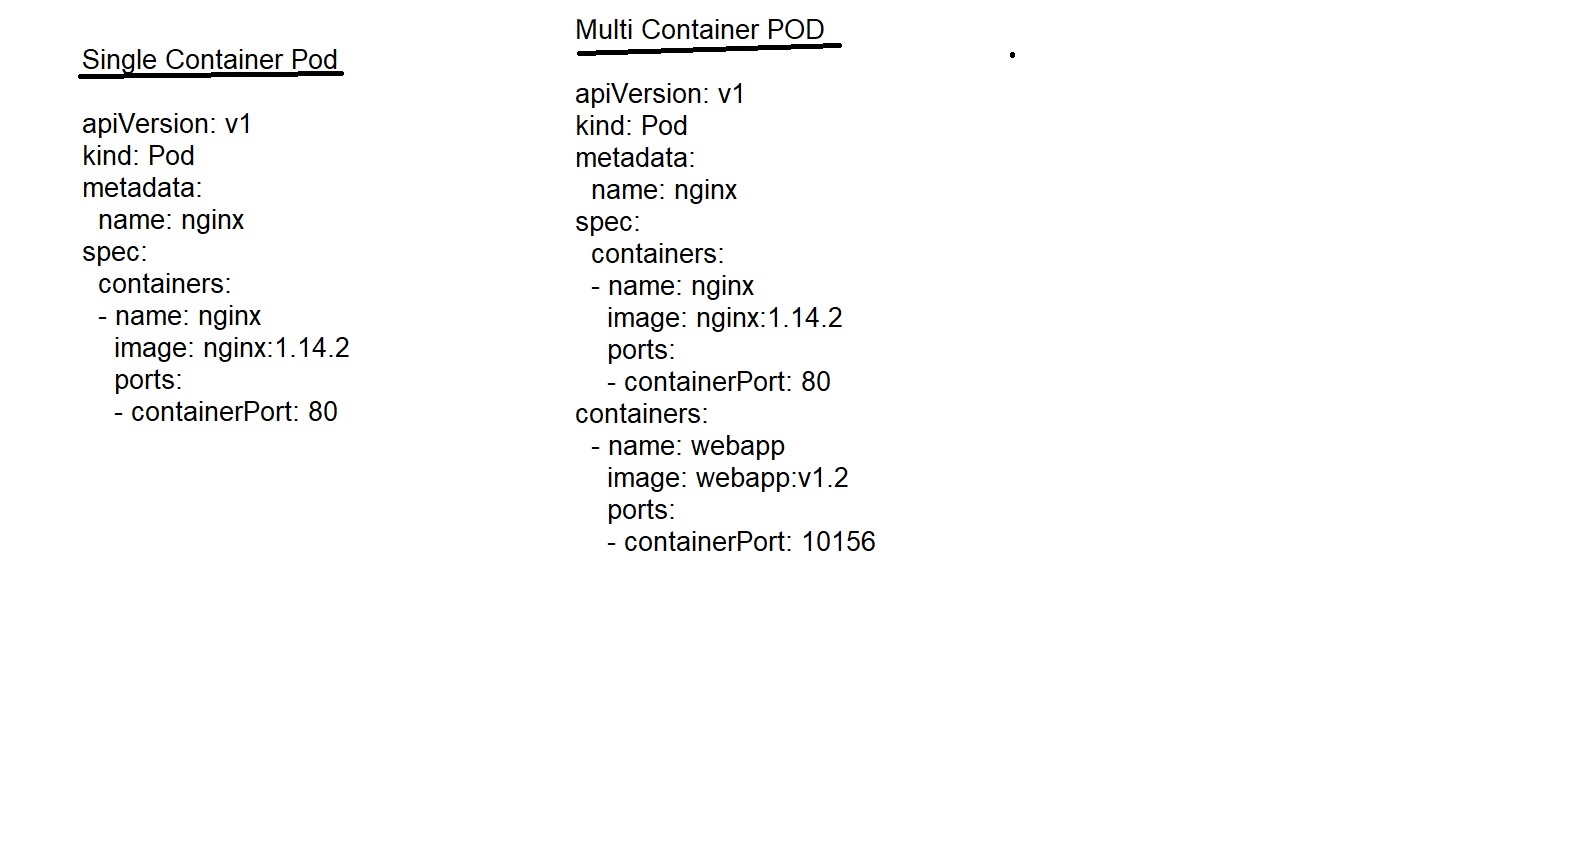 Single Container Pod
apiVersion: v1
kind: Pod
metadata:
  name: nginx
spec:
  containers:
  - name: nginx
    image: nginx:1.14.2
    ports:
    - containerPort: 80
Multi Container POD
apiVersion: v1
kind: Pod
metadata:
  name: nginx
spec:
  containers:
  - name: nginx
    image: nginx:1.14.2
    ports:
    - containerPort: 80
containers:
  - name: webapp
    image: webapp:v1.2
    ports:
    - containerPort: 10156